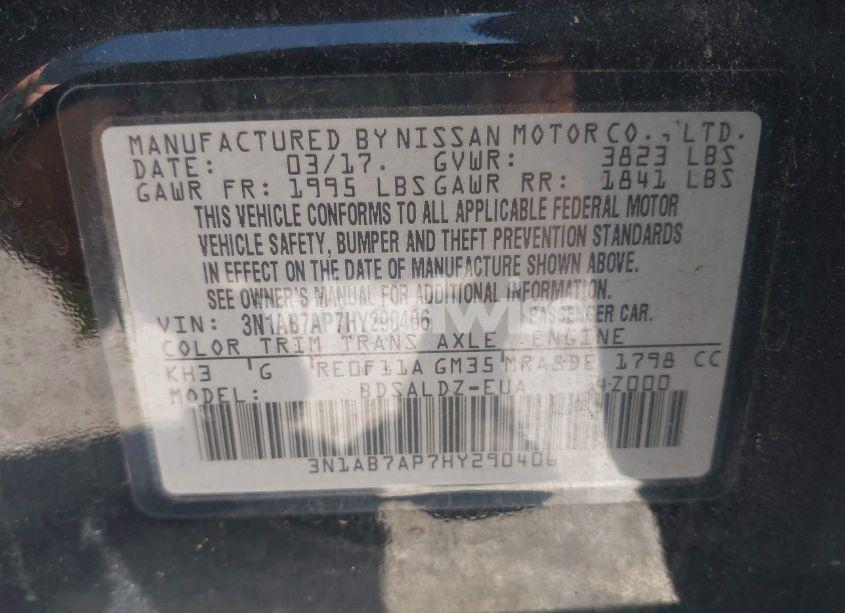 MANUFACTURED BY NISSAN MOTOR CO., LTD.
DATE: 03/17. GVWR: 3823 LBS
GAWR FR: 1995 LBS GAWR RR: 1841 LBS
THIS VEHICLE CONFORMS TO ALL APPLICABLE FEDERAL MOTOR
VEHICLE SAFETY, BUMPER AND THEFT PREVENTION STANDARDS
IN EFFECT ON THE DATE OF MANUFACTURE SHOWN ABOVE.
SEE OWNER'S MANUAL FOR ADDITIONAL INFORMATION.
VIN: 3N1AB7AP7HY290406 PASSENGER CAR.
COLOR TRIM TRANS AXLE ENGINE
KH3 G RE0F11A GM35 MRA8DE 1798 CC
MODEL: BDSALDZ-EUA 4Z000
3N1AB7AP7HY290406